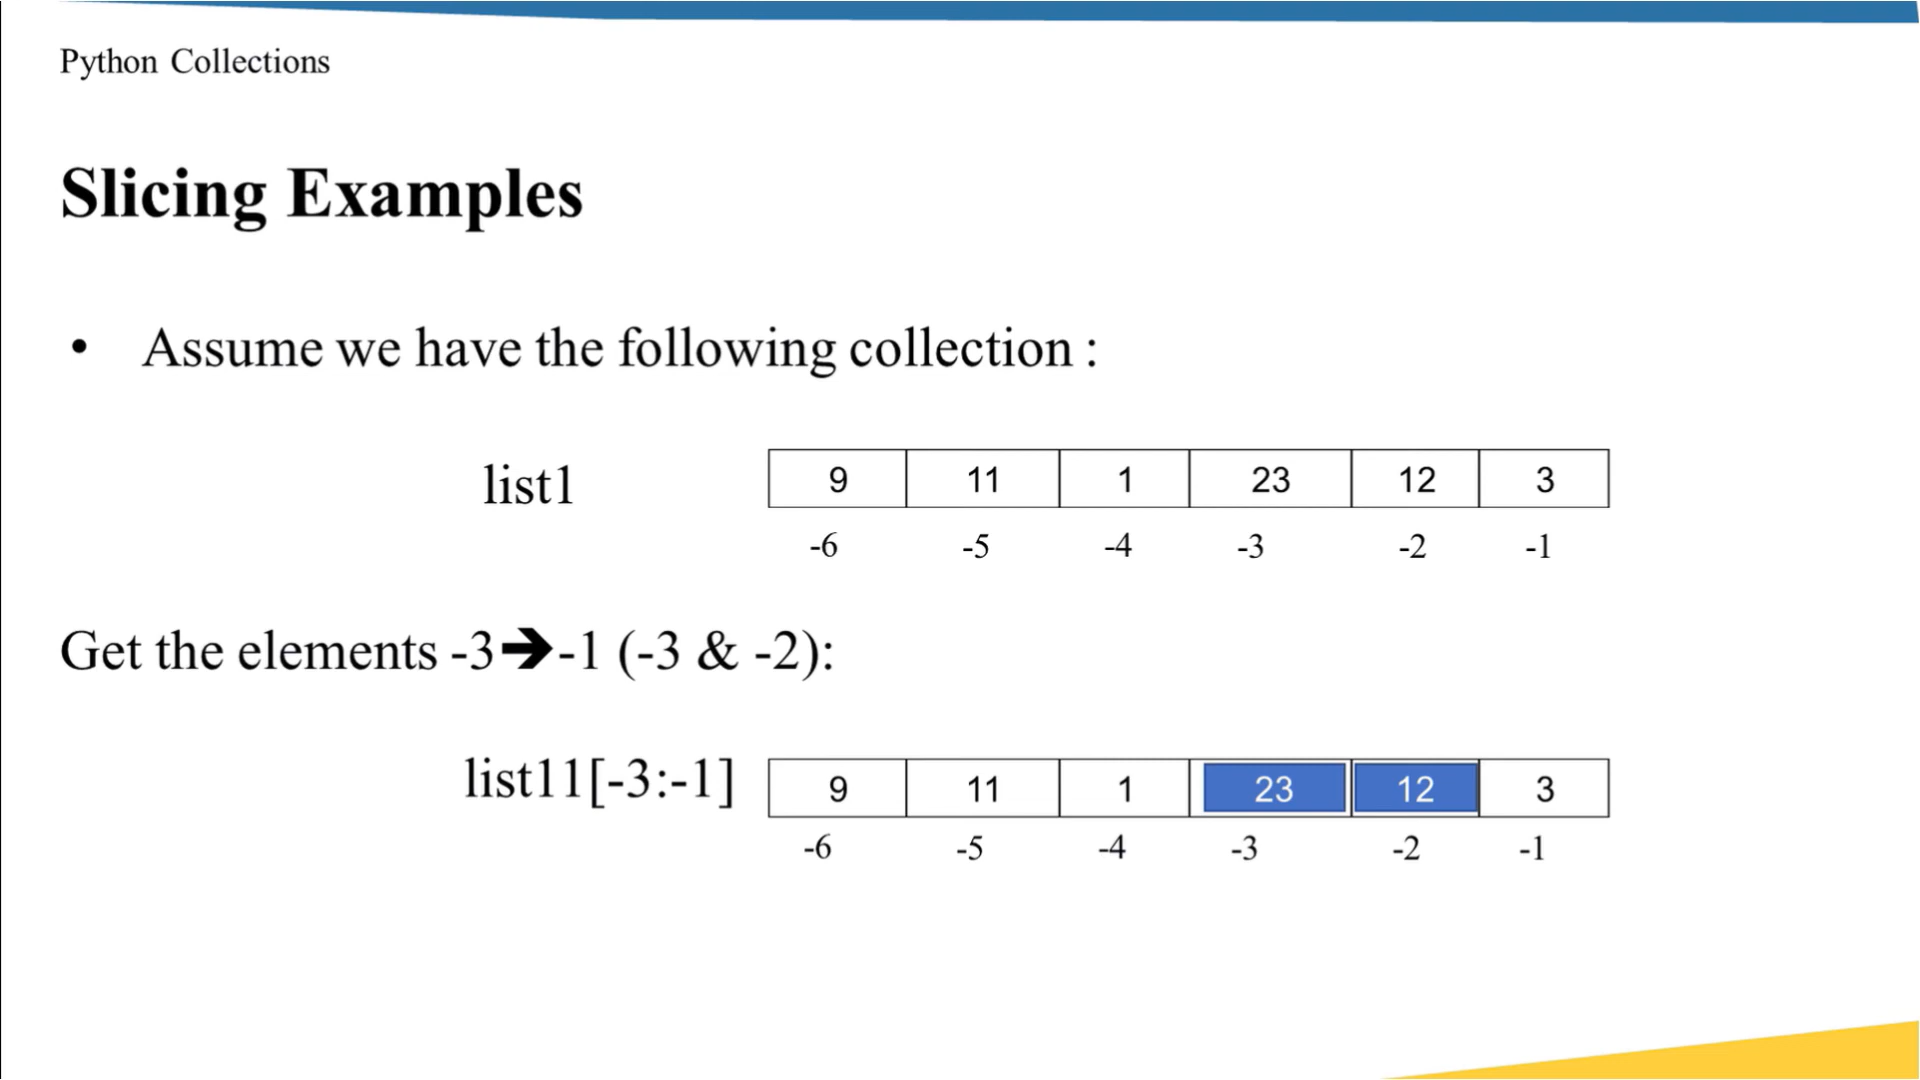 Python Collections
Slicing Examples
• Assume we have the following collection :
list1 9 11 1 23 12 3
-6 -5 -4 -3 -2 -1
Get the elements -3➔-1 (-3 & -2):
list11[-3:-1] 9 11 1 23 12 3
-6 -5 -4 -3 -2 -1